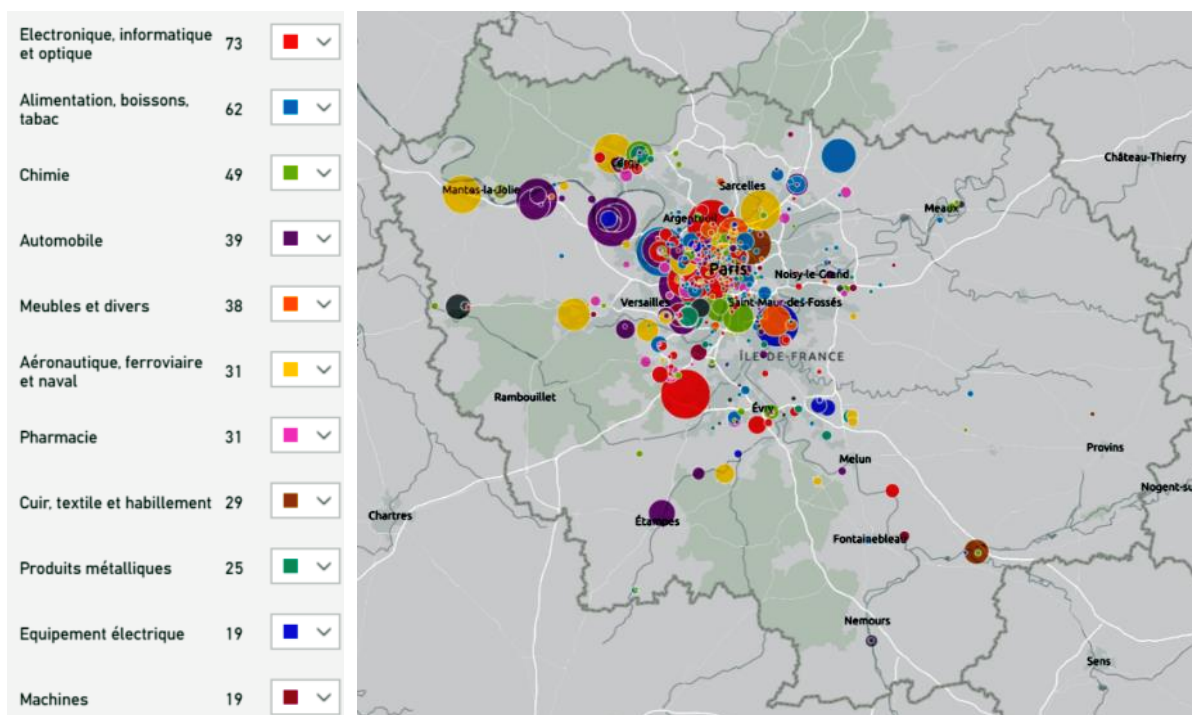 Electronique, informatique
et optique
73
Alimentation, boissons,
tabac
62
Chimie 49
Automobile 39
Meubles et divers 38
Aéronautique, ferroviaire
et naval
31
Pharmacie 31
Cuir, textile et habillement 29
Produits métalliques 25
Equipement électrique 19
Machines 19
Château-Thierry
Cergy
Mantes-la-Jolie
Sarcelles
Meaux
Argenteuil
Paris
Noisy-le-Grand
Versailles
Saint-Maur-des-Fossés
ÎLE-DE-FRANCE
Rambouillet
Évry
Provins
Melun
Nogent-su
Chartres
Étampes
Fontainebleau
Nemours
Sens